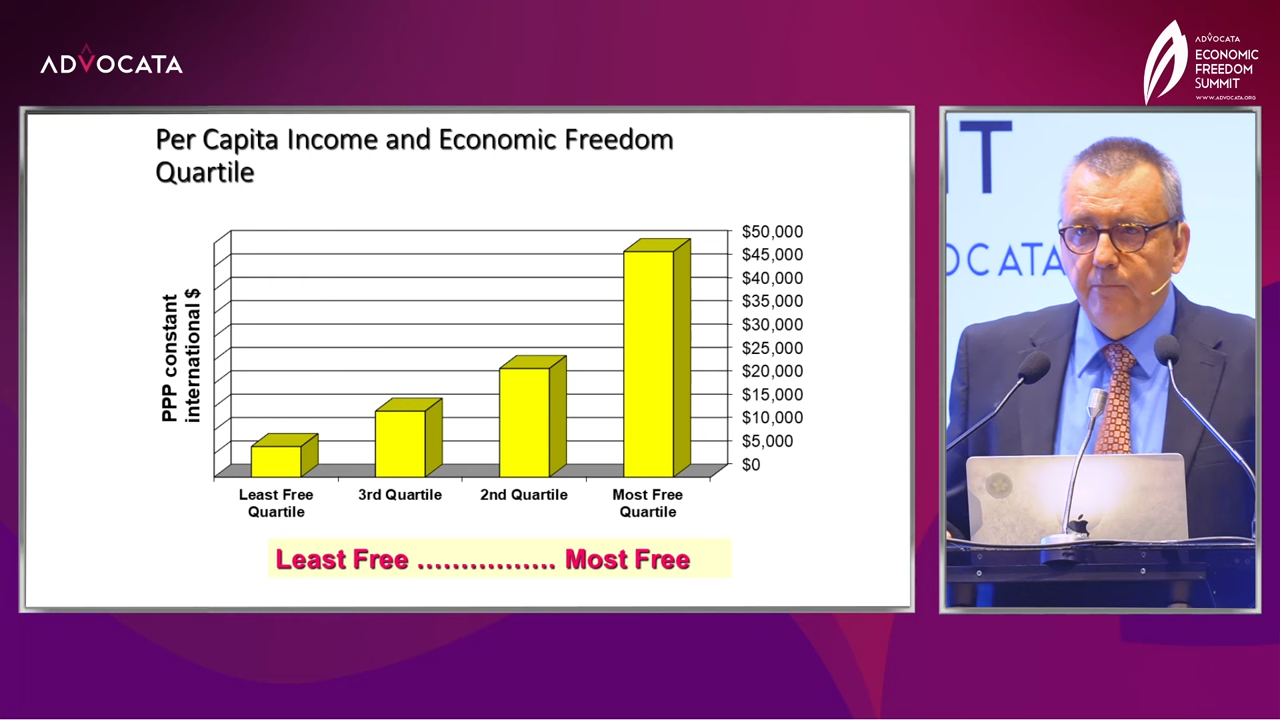 ADVOCATA
ADVOCATA
ECONOMIC
FREEDOM
SUMMIT
WWW.ADVOCATA.ORG
Per Capita Income and Economic Freedom
Quartile
PPP constant
international $
$50,000
$45,000
$40,000
$35,000
$30,000
$25,000
$20,000
$15,000
$10,000
$5,000
$0
Least Free
Quartile
3rd Quartile
2nd Quartile
Most Free
Quartile
Least Free ................ Most Free
IT
OCATA